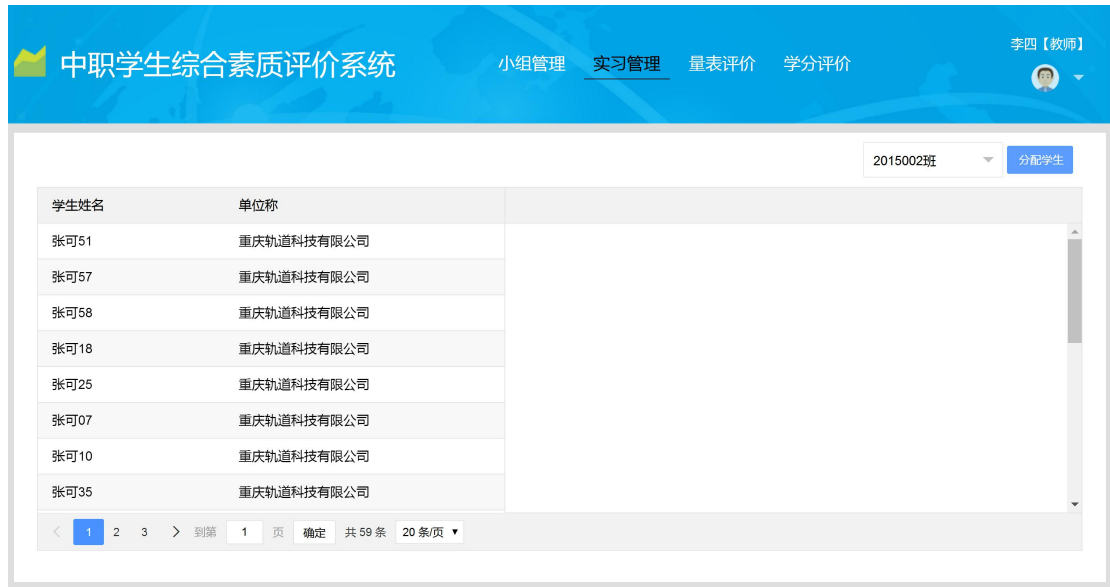 李四【教师】
中职学生综合素质评价系统 小组管理 实习管理 量表评价 学分评价
2015002班 分配学生
学生姓名 单位称
张可51 重庆轨道科技有限公司
张可57 重庆轨道科技有限公司
张可58 重庆轨道科技有限公司
张可18 重庆轨道科技有限公司
张可25 重庆轨道科技有限公司
张可07 重庆轨道科技有限公司
张可10 重庆轨道科技有限公司
张可35 重庆轨道科技有限公司
1 2 3 到第 1 页 确定 共 59 条 20 条/页